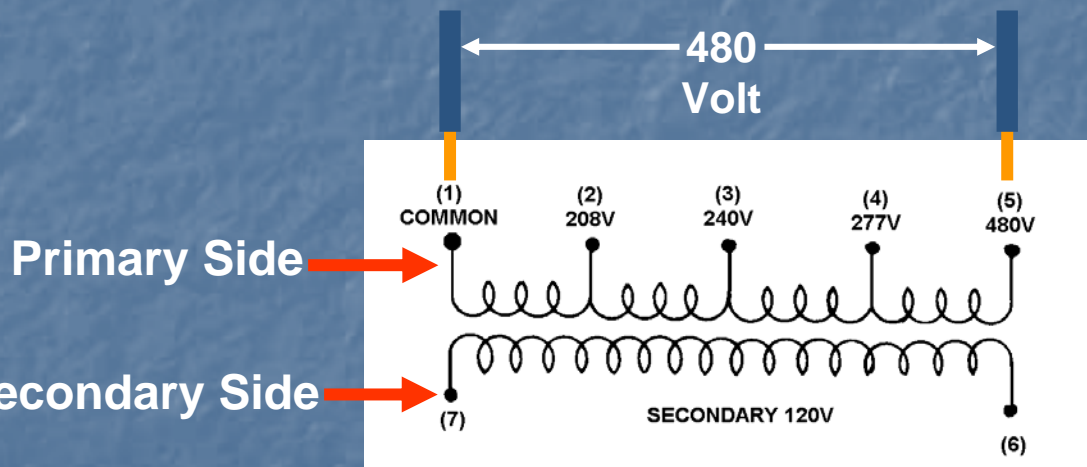 480
Volt
(1) (2) (3) (4) (5)
COMMON 208V 240V 277V 480V
Primary Side
econdary Side
(7) SECONDARY 120V (6)